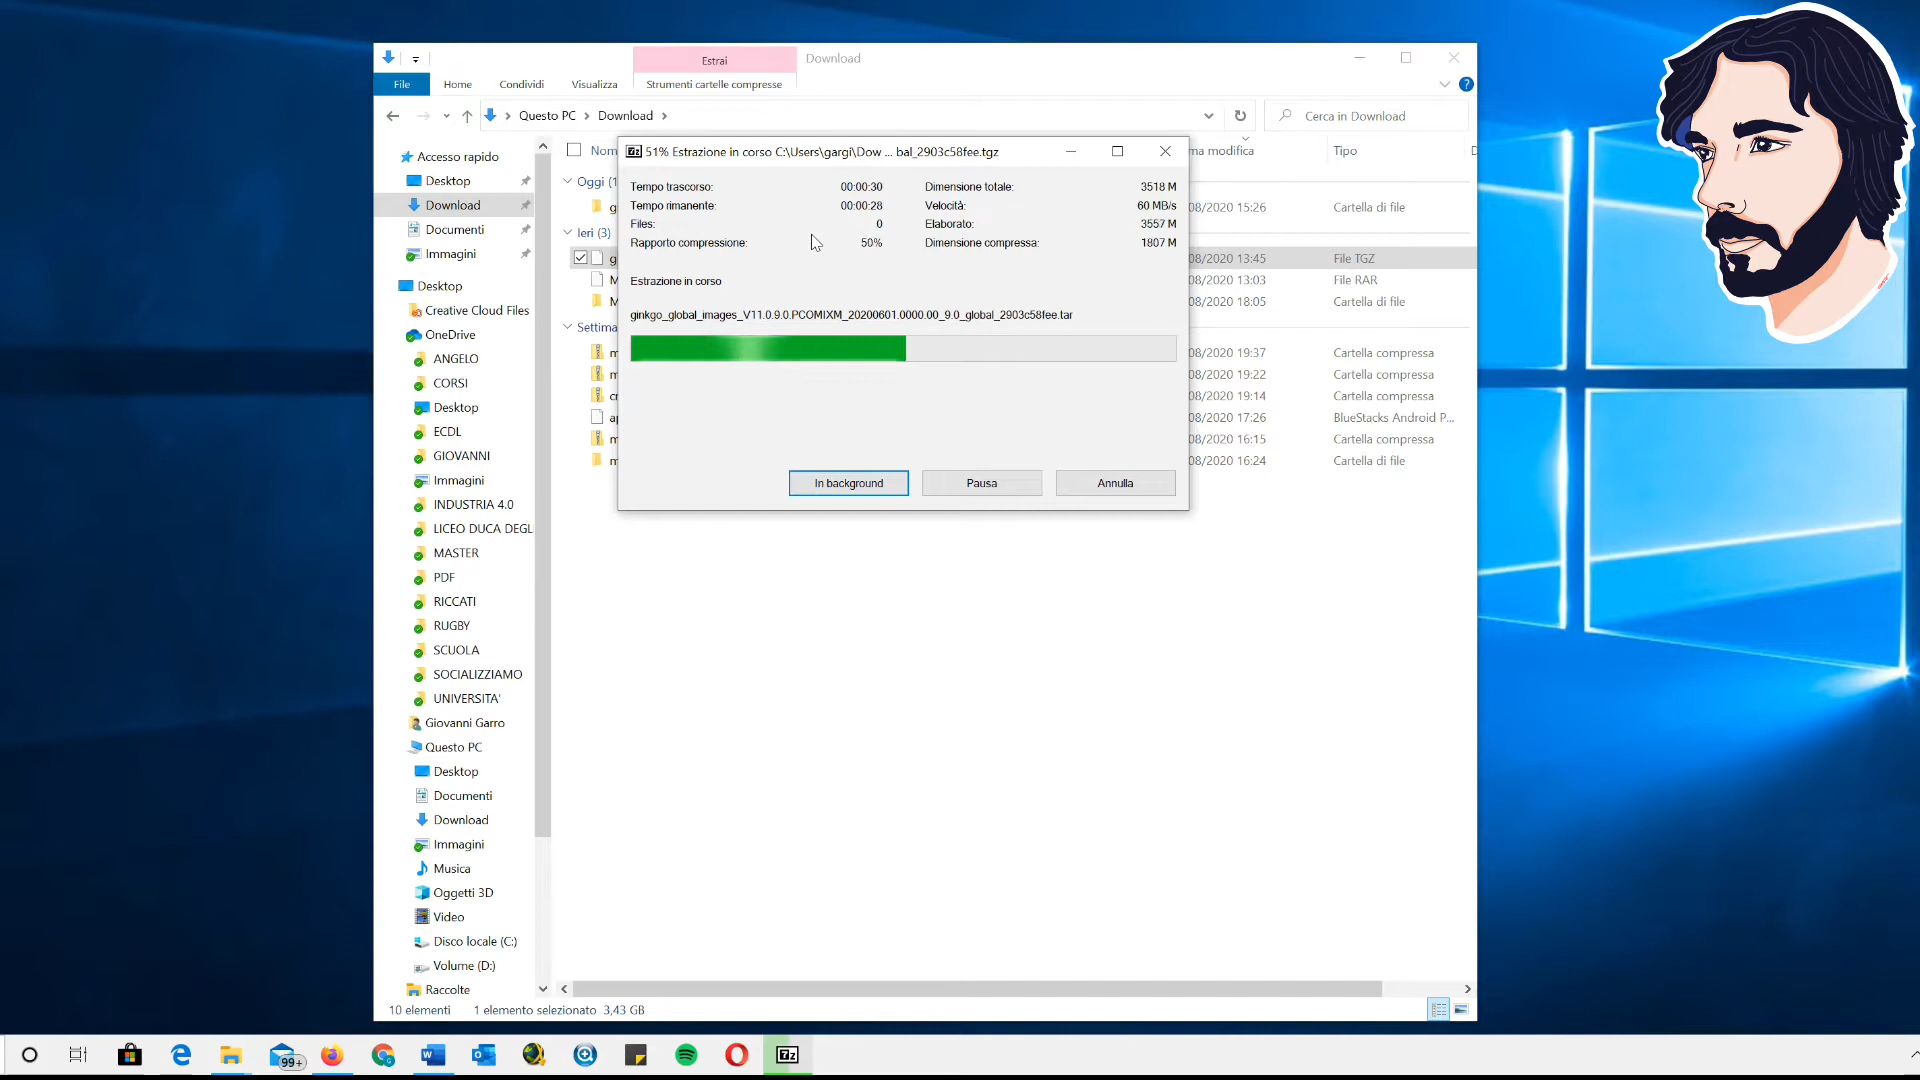 Estrai
Download
File
Home
Condividi
Visualizza
Strumenti cartelle compresse
?
Questo PC
Download
Cerca in Download
Accesso rapido
Desktop
Download
Documenti
Immagini
Desktop
Creative Cloud Files
OneDrive
ANGELO
CORSI
Desktop
ECDL
GIOVANNI
Immagini
INDUSTRIA 4.0
LICEO DUCA DEGL
MASTER
PDF
RICCATI
RUGBY
SCUOLA
SOCIALIZZIAMO
UNIVERSITA'
Giovanni Garro
Questo PC
Desktop
Documenti
Download
Immagini
Musica
Oggetti 3D
Video
Disco locale (C:)
Volume (D:)
Raccolte
Nom
ma modifica
Tipo
Oggi (1
08/2020 15:26 Cartella di file
Ieri (3)
08/2020 13:45 File TGZ
08/2020 13:03 File RAR
08/2020 18:05 Cartella di file
Settima
08/2020 19:37 Cartella compressa
08/2020 19:22 Cartella compressa
08/2020 19:14 Cartella compressa
08/2020 17:26 BlueStacks Android P...
08/2020 16:15 Cartella compressa
08/2020 16:24 Cartella di file
7z 51% Estrazione in corso C:\Users\gargi\Dow ... bal_2903c58fee.tgz
Tempo trascorso: 00:00:30 Dimensione totale: 3518 M
Tempo rimanente: 00:00:28 Velocità: 60 MB/s
Files: 0 Elaborato: 3557 M
Rapporto compressione: 50% Dimensione compressa: 1807 M
Estrazione in corso
ginkgo_global_images_V11.0.9.0.PCOMIXM_20200601.0000.00_9.0_global_2903c58fee.tar
In background
Pausa
Annulla
10 elementi 1 elemento selezionato 3,43 GB
99+
7z